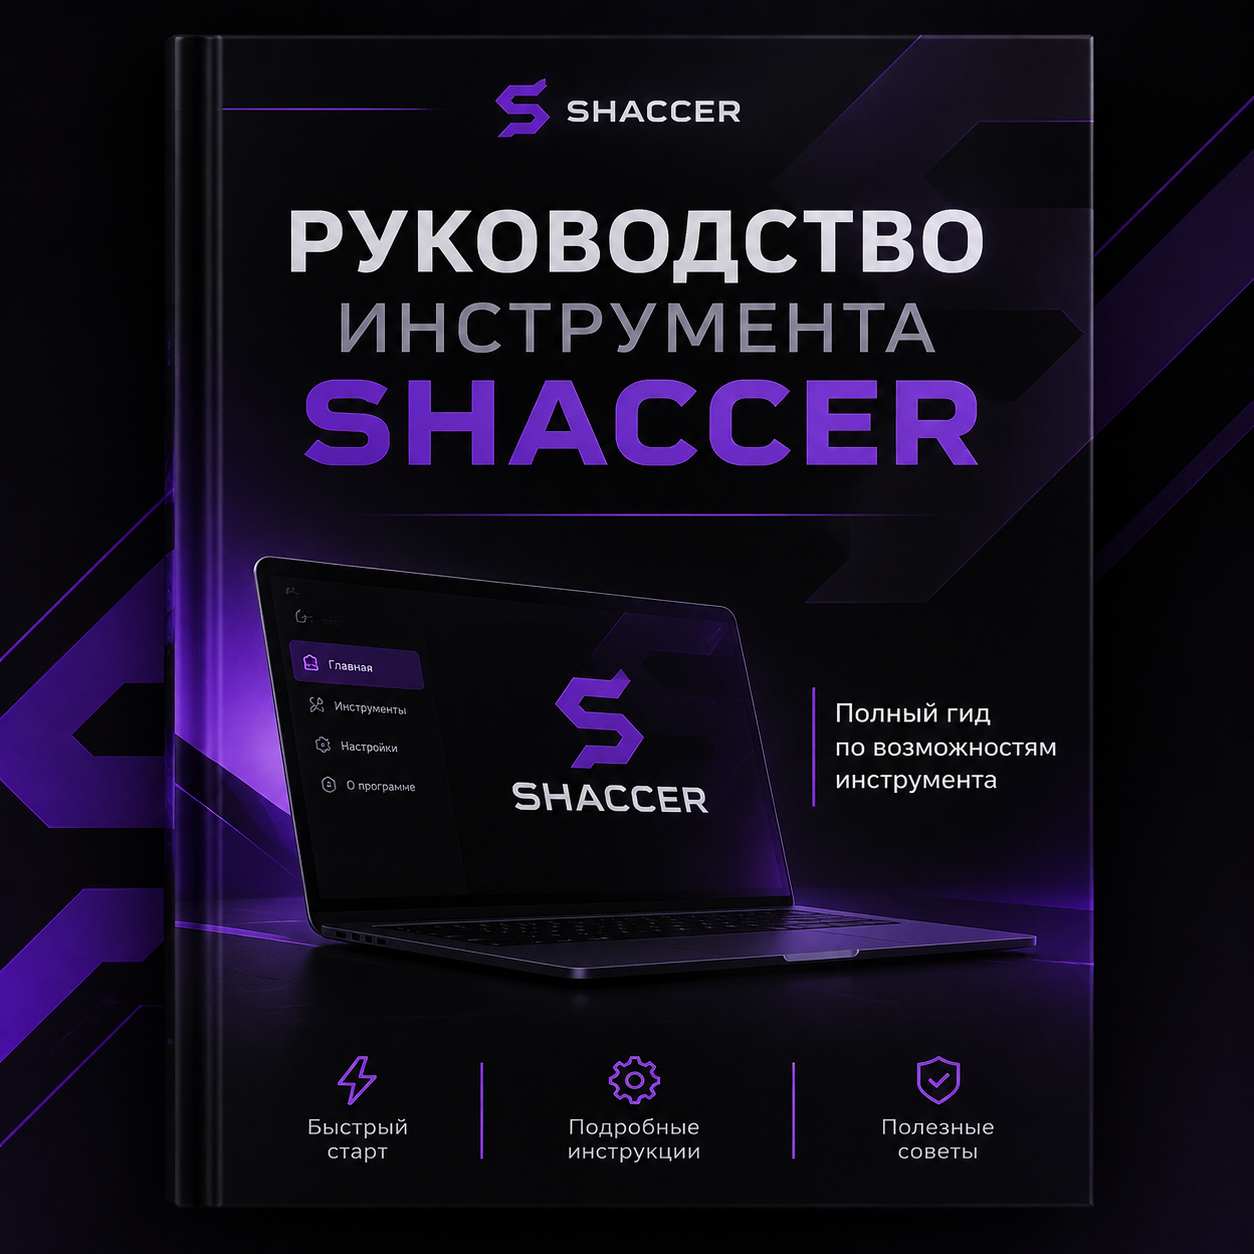 SHACCER
РУКОВОДСТВО
ИНСТРУМЕНТА
SHACCER
Главная
Инструменты
Настройки
О программе
SHACCER
Полный гид
по возможностям
инструмента
Быстрый
старт
Подробные
инструкции
Полезные
советы